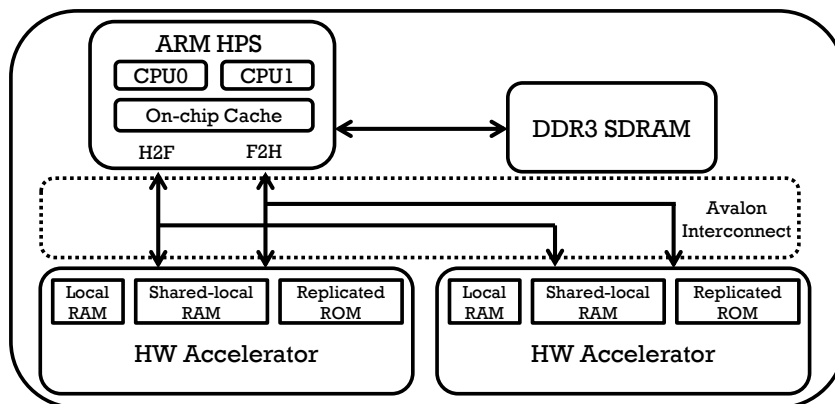 ARM HPS
CPU0
CPU1
On-chip Cache
H2F
F2H
DDR3 SDRAM
Avalon
Interconnect
Local
RAM
Shared-local
RAM
Replicated
ROM
HW Accelerator
Local
RAM
Shared-local
RAM
Replicated
ROM
HW Accelerator